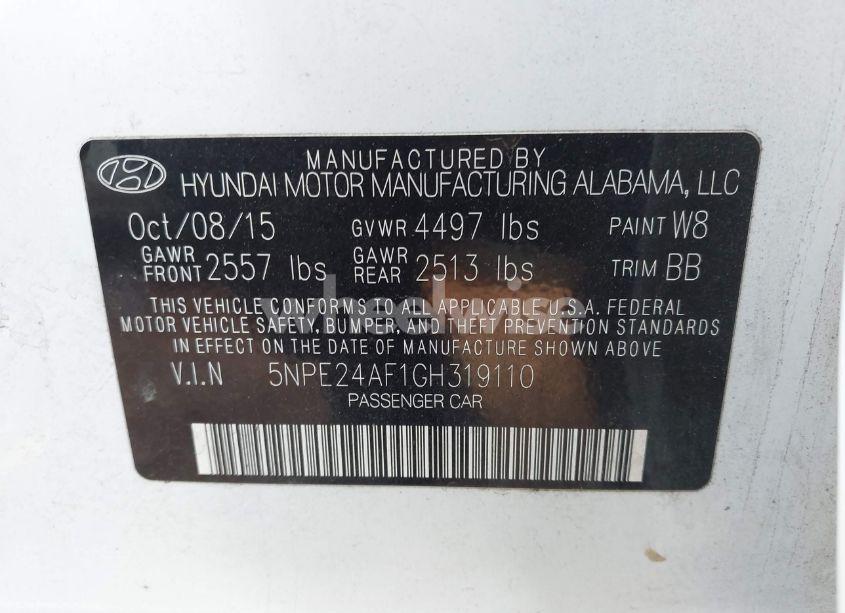 MANUFACTURED BY
HYUNDAI MOTOR MANUFACTURING ALABAMA, LLC
Oct/08/15 GVWR 4497 lbs PAINT W8
GAWR FRONT 2557 lbs GAWR REAR 2513 lbs TRIM BB
THIS VEHICLE CONFORMS TO ALL APPLICABLE U.S.A. FEDERAL
MOTOR VEHICLE SAFETY, BUMPER, AND THEFT PREVENTION STANDARDS
IN EFFECT ON THE DATE OF MANUFACTURE SHOWN ABOVE
V.I.N 5NPE24AF1GH319110
PASSENGER CAR
wheelwise